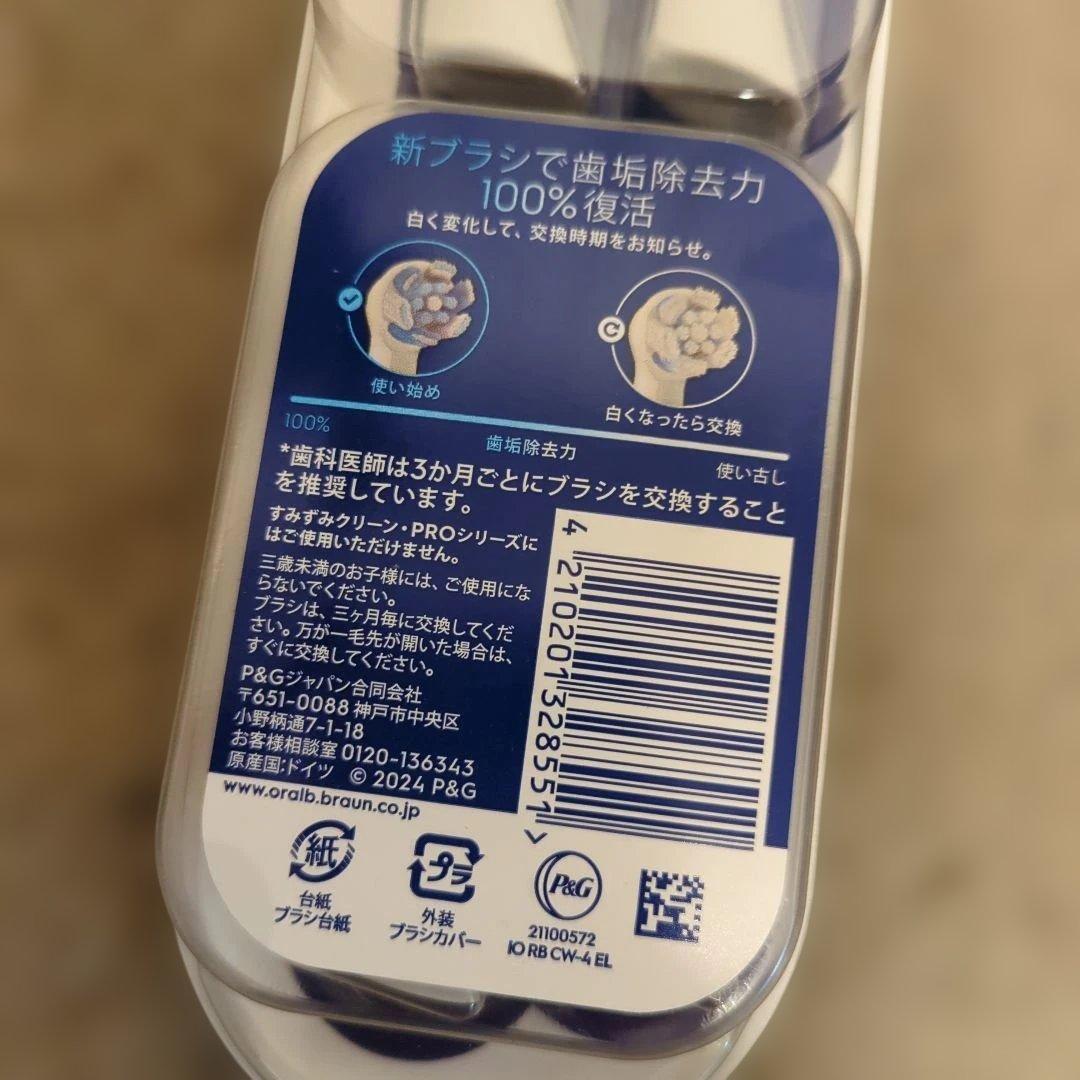 新ブラシで歯垢除去力
100%復活
白く変化して、交換時期をお知らせ。
使い始め
白くなったら交換
100%
歯垢除去力
使い古し
*歯科医師は3か月ごとにブラシを交換すること
を推奨しています。
すみずみクリーン・PROシリーズに
はご使用いただけません。
三歳未満のお子様には、ご使用にな
らないでください。
ブラシは、三ヶ月毎に交換してくだ
さい。万が一毛先が開いた場合は、
すぐに交換してください。
P&Gジャパン合同会社
〒651-0088 神戸市中央区
小野柄通7-1-18
お客様相談室 0120-136343
原産国:ドイツ © 2024 P&G
www.oralb.braun.co.jp
4 210201 328551 >
紙
台紙
ブラシ台紙
プラ
外装
ブラシカバー
P&G
21100572
IO RB CW-4 EL